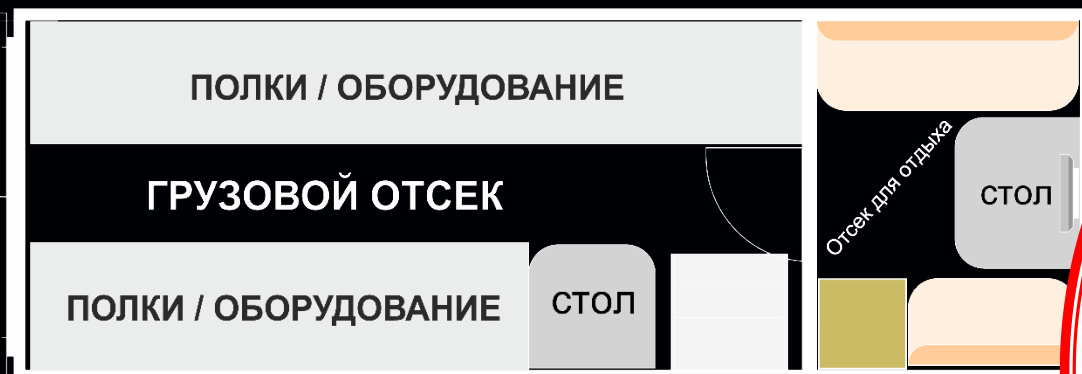 ПОЛКИ / ОБОРУДОВАНИЕ
ГРУЗОВОЙ ОТСЕК
Отсек для отдыха
СТОЛ
ПОЛКИ / ОБОРУДОВАНИЕ
СТОЛ